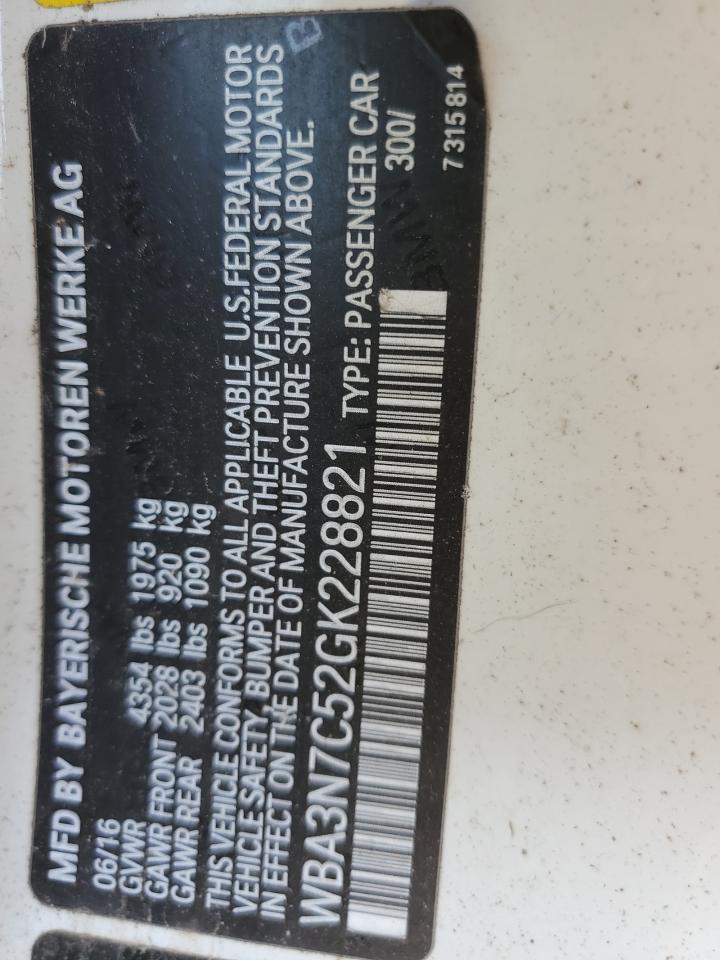 MFD BY BAYERISCHE MOTOREN WERKE AG
06/16
GVWR 4354 lbs 1975 kg
GAWR FRONT 2028 lbs 920 kg
GAWR REAR 2403 lbs 1090 kg
THIS VEHICLE CONFORMS TO ALL APPLICABLE U.S.FEDERAL MOTOR
VEHICLE SAFETY, BUMPER AND THEFT PREVENTION STANDARDS
IN EFFECT ON THE DATE OF MANUFACTURE SHOWN ABOVE.
WBA3N7C52GK228821 TYPE: PASSENGER CAR
300/
7 315 814
BMW